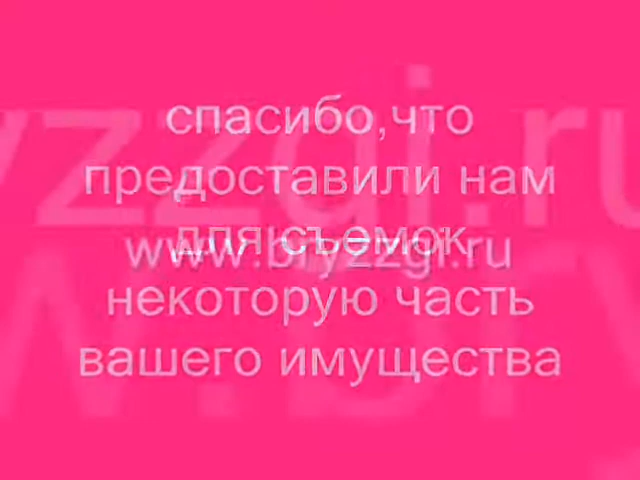 спасибо,что
предоставили нам
для съемок
www.bryzzgi.ru
некоторую часть
вашего имущества